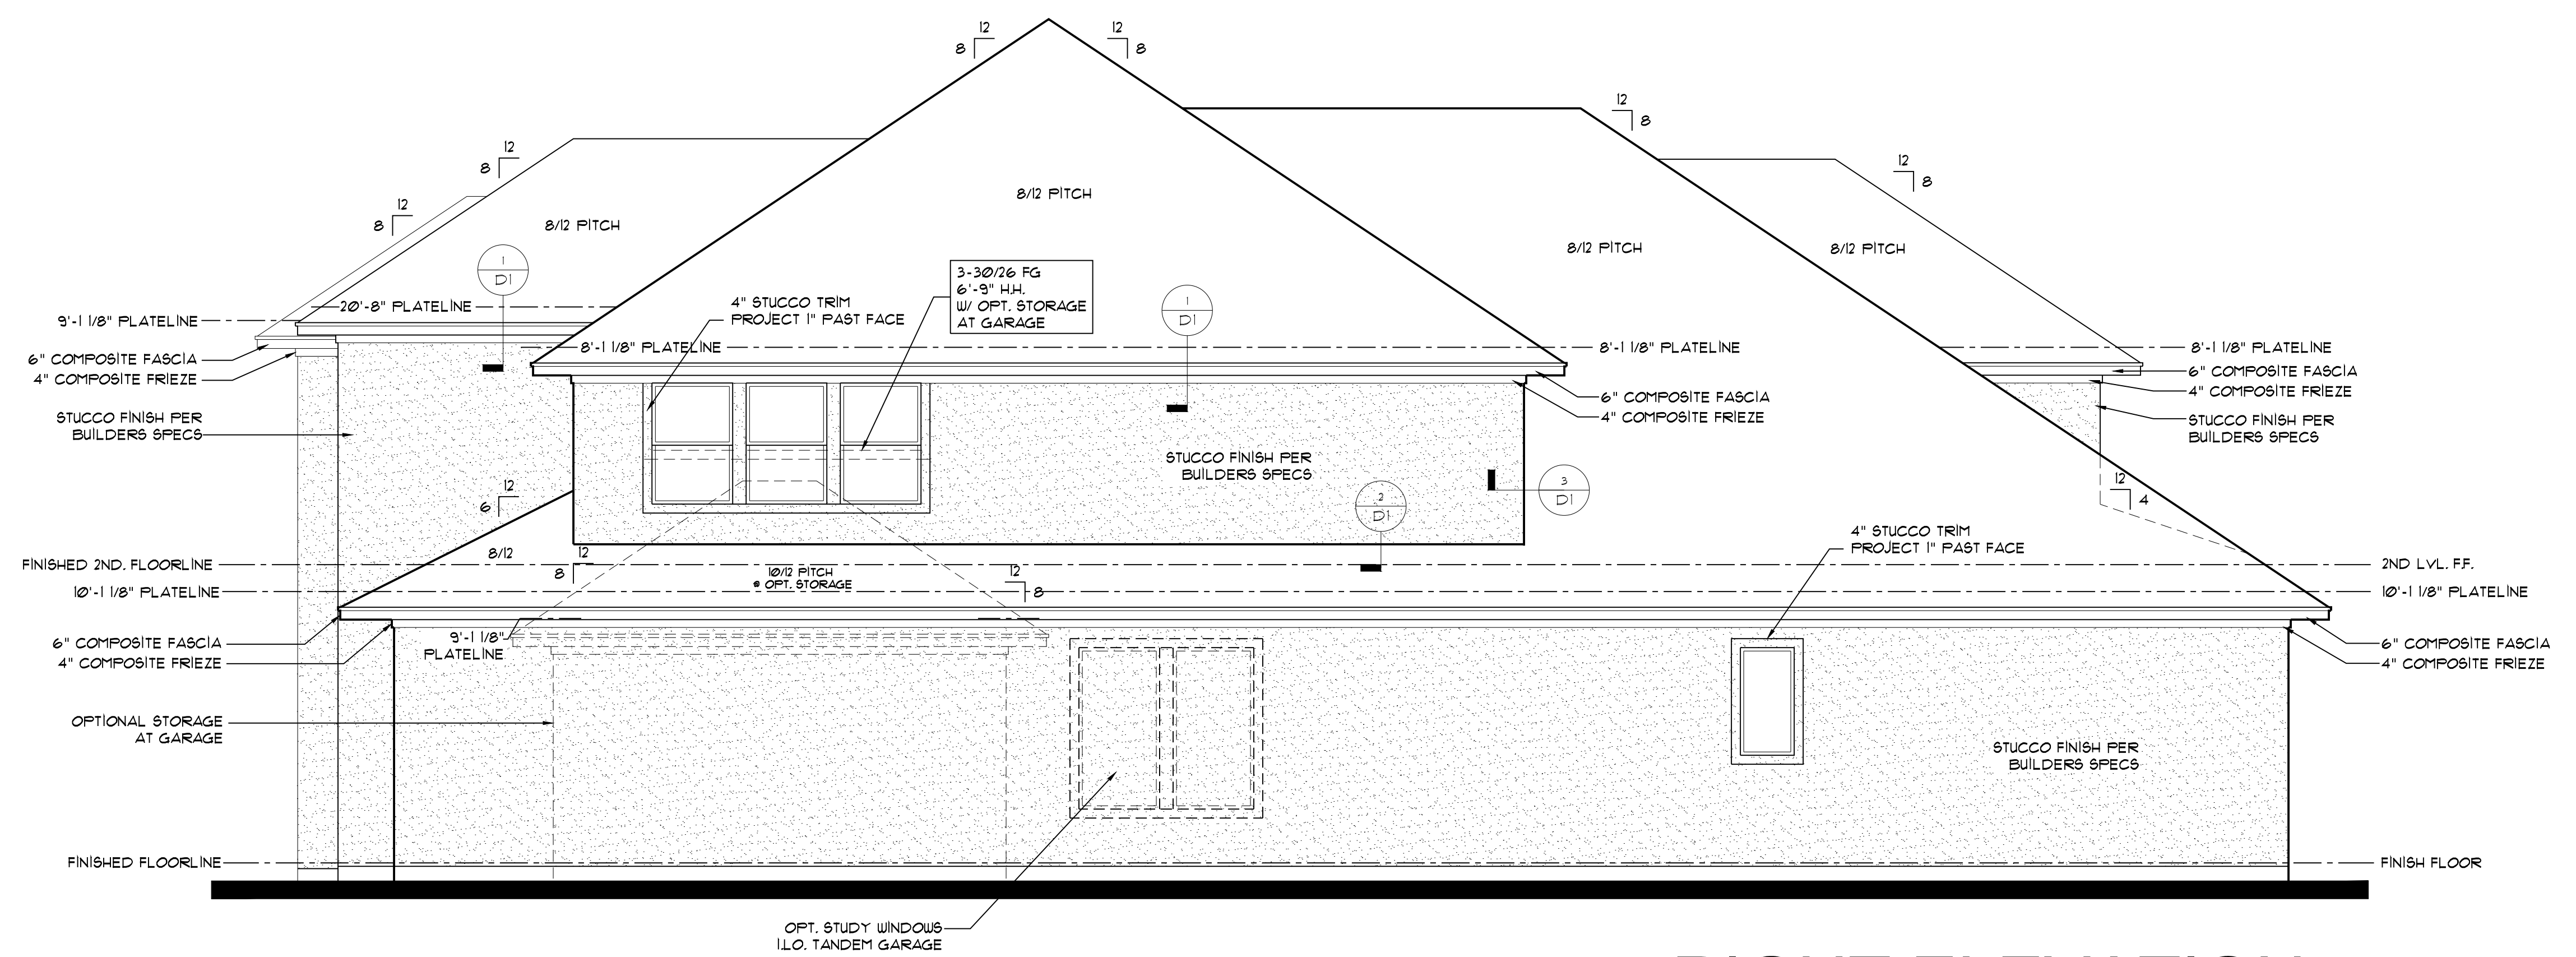 12
8
12
8
12
8
12
8
12
8
12
8
8/12 PITCH
8/12 PITCH
8/12 PITCH
8/12 PITCH
1
D1
3-30/26 FG
6'-9" H.H.
W/ OPT. STORAGE
AT GARAGE
4" STUCCO TRIM
PROJECT 1" PAST FACE
1
D1
20'-8" PLATELINE
9'-1 1/8" PLATELINE
8'-1 1/8" PLATELINE
8'-1 1/8" PLATELINE
8'-1 1/8" PLATELINE
6" COMPOSITE FASCIA
4" COMPOSITE FRIEZE
6" COMPOSITE FASCIA
4" COMPOSITE FRIEZE
6" COMPOSITE FASCIA
4" COMPOSITE FRIEZE
STUCCO FINISH PER
BUILDERS SPECS
STUCCO FINISH PER
BUILDERS SPECS
STUCCO FINISH PER
BUILDERS SPECS
12
6
2
D1
3
D1
12
4
4" STUCCO TRIM
PROJECT 1" PAST FACE
8/12
12
8
10/12 PITCH
@ OPT. STORAGE
12
8
FINISHED 2ND. FLOORLINE
2ND LVL. F.F.
10'-1 1/8" PLATELINE
10'-1 1/8" PLATELINE
9'-1 1/8"
PLATELINE
6" COMPOSITE FASCIA
4" COMPOSITE FRIEZE
6" COMPOSITE FASCIA
4" COMPOSITE FRIEZE
OPTIONAL STORAGE
AT GARAGE
STUCCO FINISH PER
BUILDERS SPECS
FINISHED FLOORLINE
FINISH FLOOR
OPT. STUDY WINDOWS
I.L.O. TANDEM GARAGE